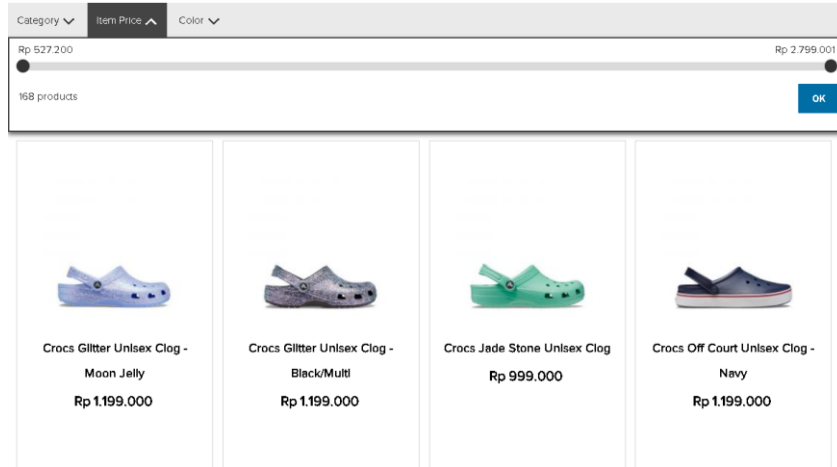 Category
Item Price
Color
Rp 527.200
Rp 2.799.001
168 products
OK
Crocs Glitter Unisex Clog -
Moon Jelly
Rp 1.199.000
Crocs Glitter Unisex Clog -
Black/Multi
Rp 1.199.000
Crocs Jade Stone Unisex Clog
Rp 999.000
Crocs Off Court Unisex Clog -
Navy
Rp 1.199.000